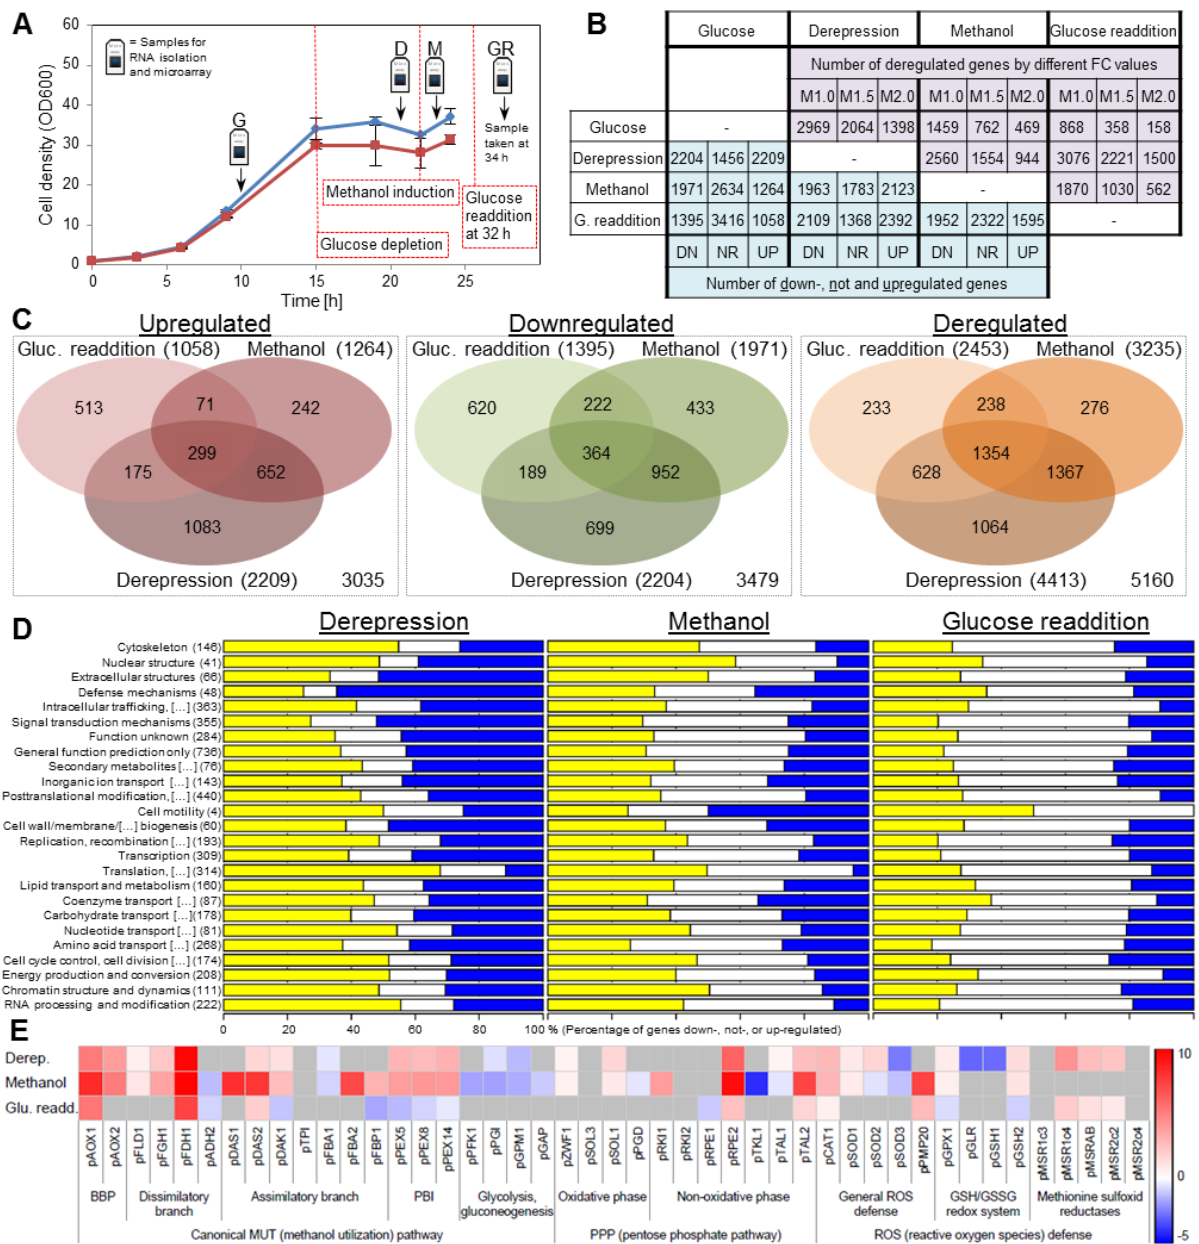 A
60
50
40
30
20
10
0
Cell density (OD600)
= Samples for
RNA isolation
and microarray
G
D
M
GR
Sample
taken at
34 h
Methanol induction
Glucose depletion
Glucose
readdition
at 32 h
0 5 10 15 20 25
Time [h]
B
Glucose Derepression Methanol Glucose readdition
Number of deregulated genes by different FC values
M1.0 M1.5 M2.0 M1.0 M1.5 M2.0 M1.0 M1.5 M2.0
Glucose - 2969 2064 1398 1459 762 469 868 358 158
Derepression 2204 1456 2209 - 2560 1554 944 3076 2221 1500
Methanol 1971 2634 1264 1963 1783 2123 - 1870 1030 562
G. readdition 1395 3416 1058 2109 1368 2392 1952 2322 1595 -
DN NR UP DN NR UP DN NR UP
Number of down-, not and upregulated genes
C
Upregulated
Gluc. readdition (1058) Methanol (1264)
513 71 242
299
175 652
1083
Derepression (2209) 3035
Downregulated
Gluc. readdition (1395) Methanol (1971)
620 222 433
364
189 952
699
Derepression (2204) 3479
Deregulated
Gluc. readdition (2453) Methanol (3235)
233 238 276
1354
628 1367
1064
Derepression (4413) 5160
D
Derepression Methanol Glucose readdition
Cytoskeleton (146)
Nuclear structure (41)
Extracellular structures (66)
Defense mechanisms (48)
Intracellular trafficking, [...] (363)
Signal transduction mechanisms (355)
Function unknown (284)
General function prediction only (736)
Secondary metabolites [...] (76)
Inorganic ion transport [...] (143)
Posttranslational modification, [...] (440)
Cell motility (4)
Cell wall/membrane/[...] biogenesis (60)
Replication, recombination [...] (193)
Transcription (309)
Translation, [...] (314)
Lipid transport and metabolism (160)
Coenzyme transport [...] (87)
Carbohydrate transport [...](178)
Nucleotide transport [...] (81)
Amino acid transport [...] (268)
Cell cycle control, cell division [...] (174)
Energy production and conversion (208)
Chromatin structure and dynamics (111)
RNA processing and modification (222)
0 20 40 60 80 100 % (Percentage of genes down-, not-, or up-regulated)
E
Derep.
Methanol
Glu. readd.
pAOX1 pAOX2 pFLD1 pFGH1 pFDH1 pADH2 pDAS1 pDAS2 pDAK1 pTPI pFBA1 pFBA2 pFBP1 pPEX5 pPEX8 pPEX14 pPFK1 pPGI pGPM1 pGAP pZWF1 pSOL3 pSOL1 pPGD pRKI1 pRKI2 pRPE1 pRPE2 pTKL1 pTAL1 pTAL2 pCAT1 pSOD1 pSOD2 pSOD3 pPMP20 pGPX1 pGLR pGSH1 pGSH2 pMSR1c3 pMSR1c4 pMSRAB pMSR2c2 pMSR2c4
BBP
Dissimilatory
branch
Assimilatory branch
PBI
Glycolysis,
gluconeogenesis
Oxidative phase
Non-oxidative phase
General ROS
defense
GSH/GSSG
redox system
Methionine sulfoxid
reductases
Canonical MUT (methanol utilization) pathway
PPP (pentose phosphate pathway)
ROS (reactive oxygen species) defense
10
0
-5